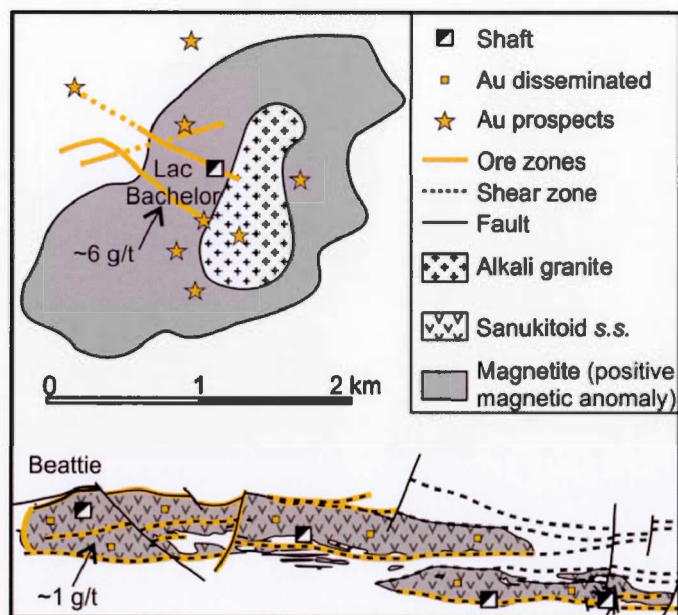 Shaft
Au disseminated
Au prospects
Ore zones
Shear zone
Fault
Alkali granite
Sanukitoid s.s.
Magnetite (positive
magnetic anomaly)
Lac
Bachelor
~6 g/t
0 1 2 km
Beattie
~1 g/t